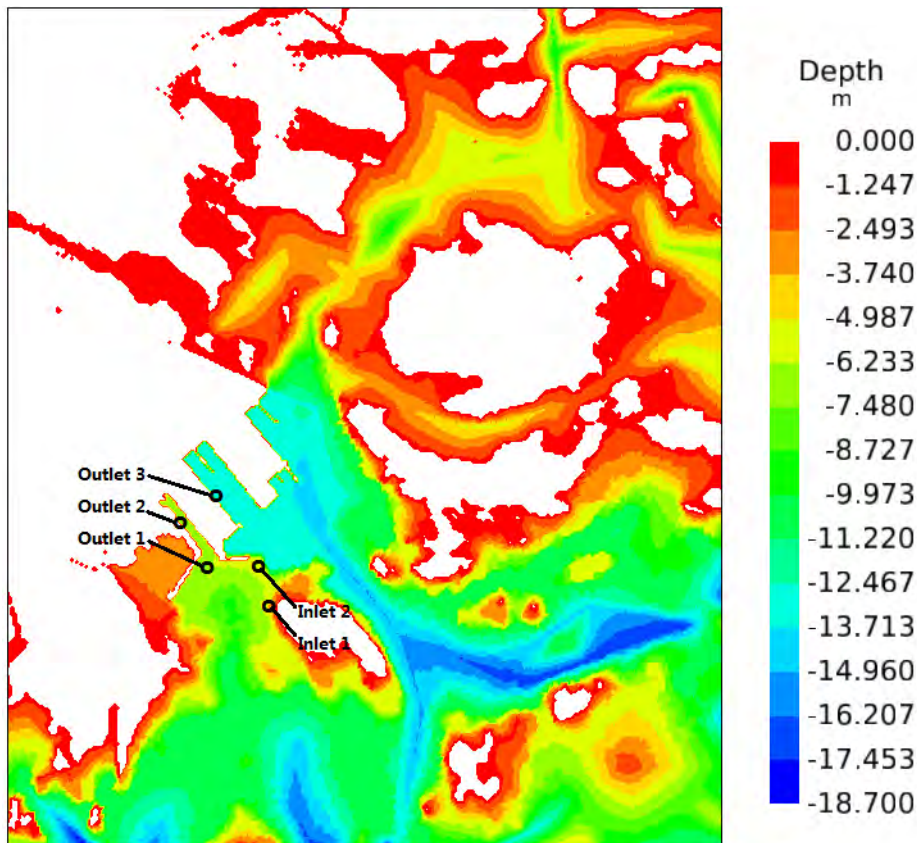 Depth
m
0.000
-1.247
-2.493
-3.740
-4.987
-6.233
-7.480
-8.727
-9.973
-11.220
-12.467
-13.713
-14.960
-16.207
-17.453
-18.700
Outlet 3
Outlet 2
Outlet 1
Inlet 2
Inlet 1